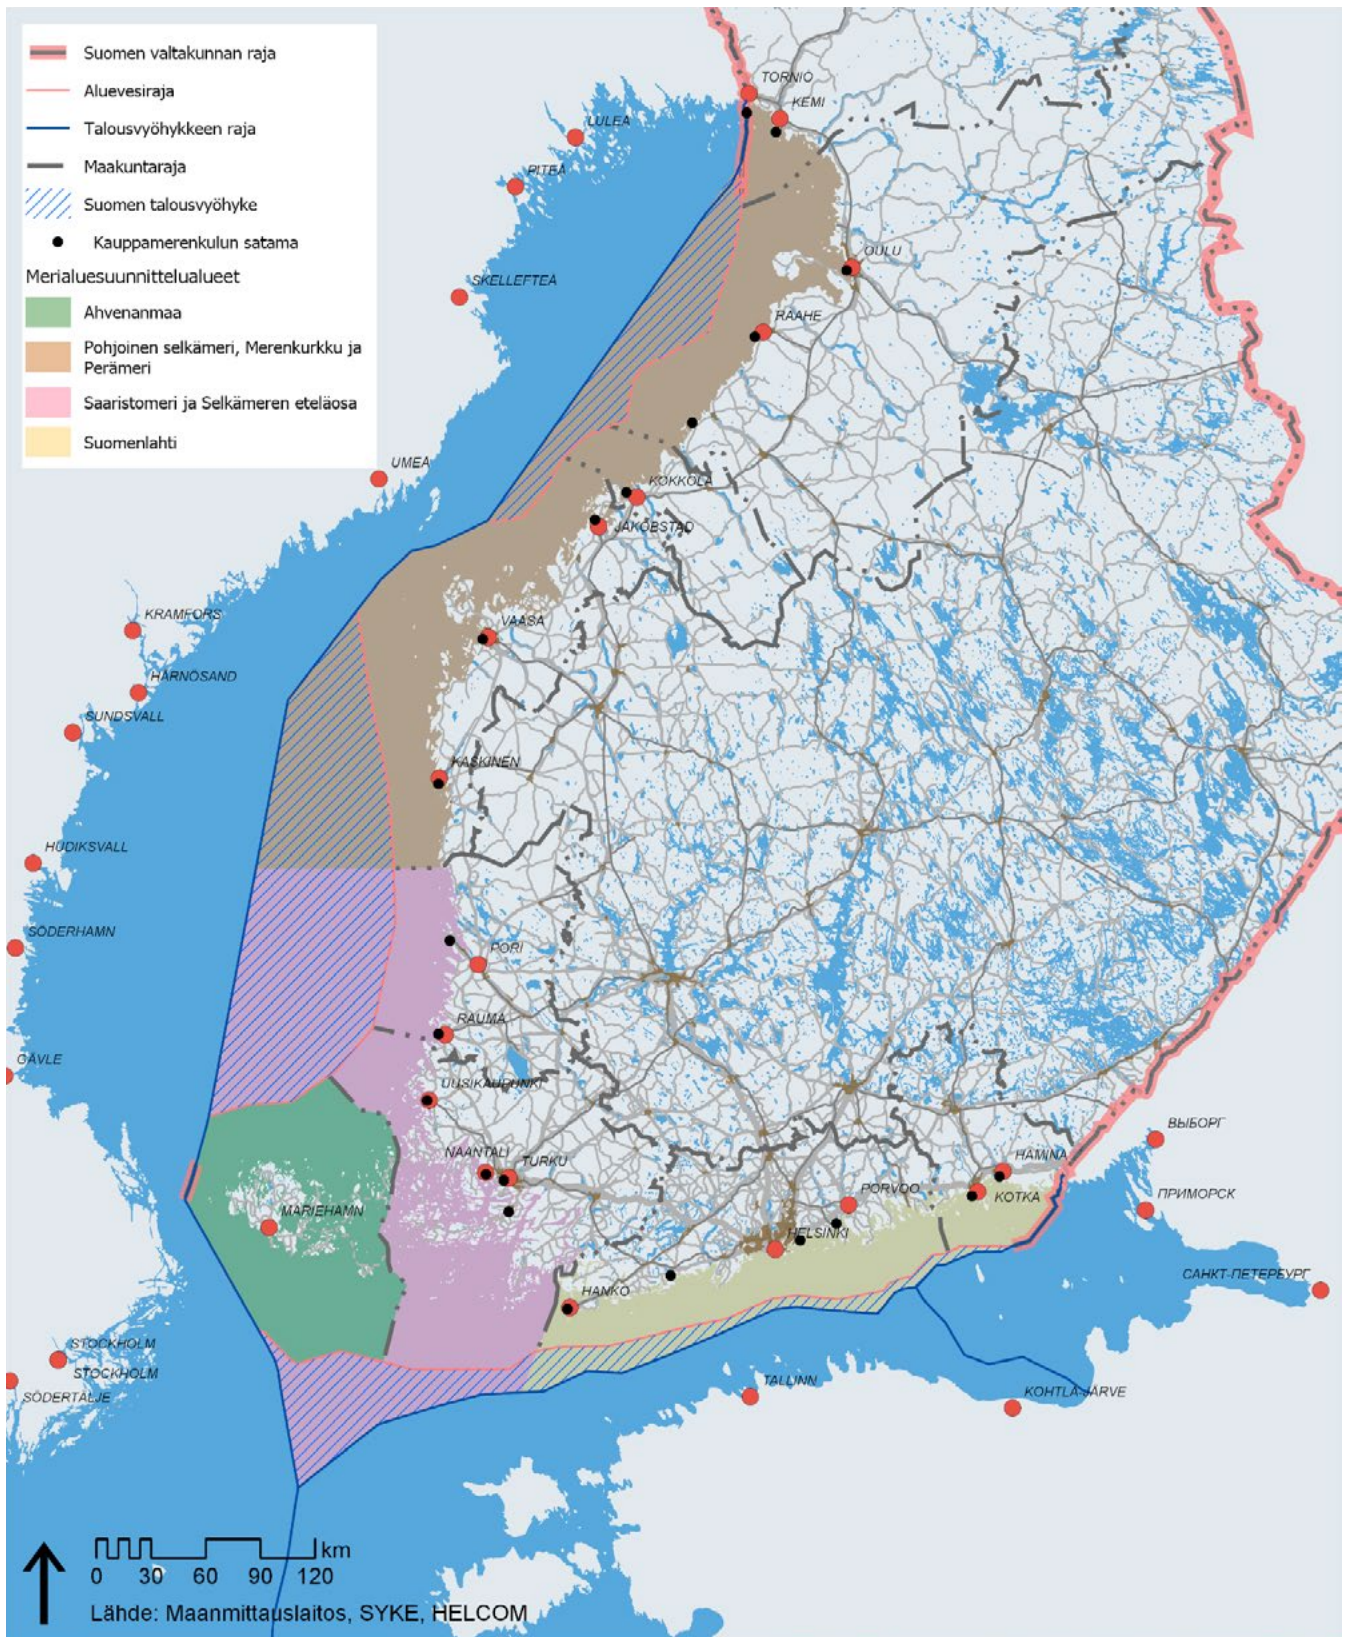 Suomen valtakunnan raja
Aluevesiraja
Talousvyöhykkeen raja
Maakuntaraja
Suomen talousvyöhyke
Kauppamerenkulun satama
Merialuesuunnittelualueet
Ahvenanmaa
Pohjoinen selkämeri, Merenkurkku ja
Perämeri
Saaristomeri ja Selkämeren eteläosa
Suomenlahti
TORNIO
KEMI
LULEÅ
PITEÅ
OULU
SKELLEFTEÅ
RAAHE
UMEÅ
KOKKOLA
JAKOBSTAD
KRAMFORS
VAASA
HÄRNÖSAND
SUNDSVALL
KASKINEN
HUDIKSVALL
SÖDERHAMN
PORI
RAUMA
GÄVLE
UUSIKAUPUNKI
ВЫБОРГ
NAANTALI
TURKU
HAMINA
PORVOO
KOTKA
ПРИМОРСК
MARIEHAMN
HELSINKI
САНКТ-ПЕТЕРБУРГ
HANKO
STOCKHOLM
STOCKHOLM
TALLINN
SÖDERTÄLJE
KOHTLA-JÄRVE
km
0 30 60 90 120
Lähde: Maanmittauslaitos, SYKE, HELCOM